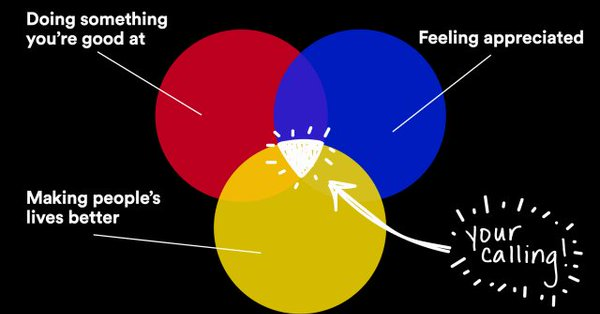 Doing something
you're good at
Feeling appreciated
Making people's
lives better
your
calling!